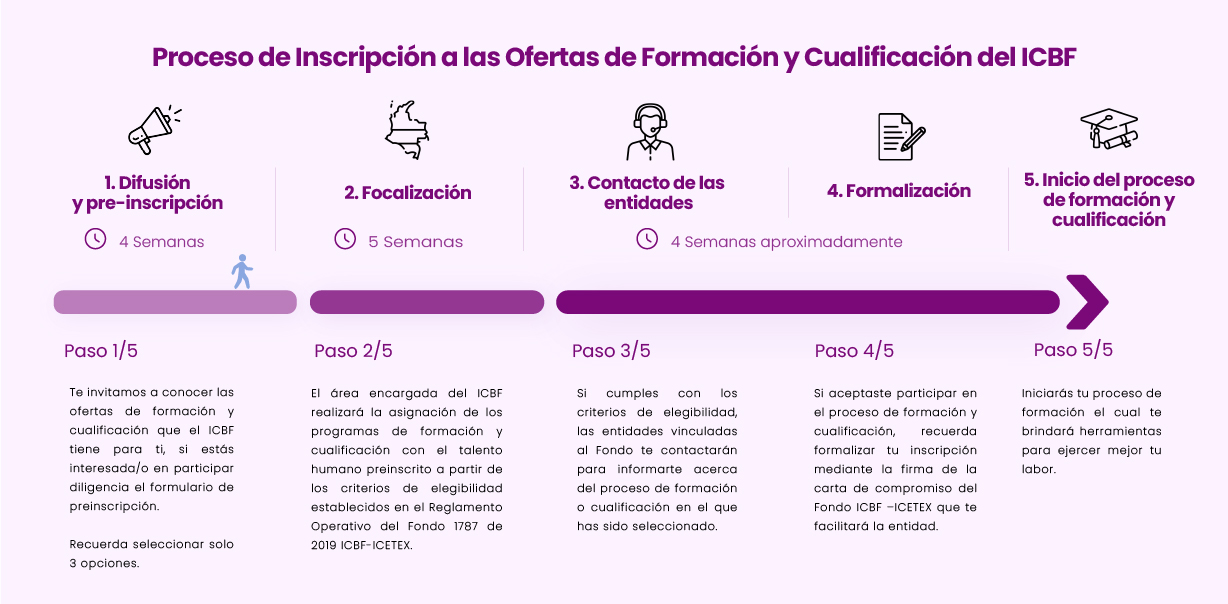 Proceso de Inscripción a las Ofertas de Formación y Cualificación del ICBF
1. Difusión
y pre-inscripción
4 Semanas
2. Focalización
5 Semanas
3. Contacto de las
entidades
4. Formalización
4 Semanas aproximadamente
5. Inicio del proceso
de formación y
cualificación
Paso 1/5
Te invitamos a conocer las
ofertas de formación y
cualificación que el ICBF
tiene para ti, si estás
interesada/o en participar
diligencia el formulario de
preinscripción.
Recuerda seleccionar solo
3 opciones.
Paso 2/5
El área encargada del ICBF
realizará la asignación de los
programas de formación y
cualificación con el talento
humano preinscrito a partir de
los criterios de elegibilidad
establecidos en el Reglamento
Operativo del Fondo 1787 de
2019 ICBF-ICETEX.
Paso 3/5
Si cumples con los
criterios de elegibilidad,
las entidades vinculadas
al Fondo te contactarán
para informarte acerca
del proceso de formación
o cualificación en el que
has sido seleccionado.
Paso 4/5
Si aceptaste participar en
el proceso de formación y
cualificación, recuerda
formalizar tu inscripción
mediante la firma de la
carta de compromiso del
Fondo ICBF –ICETEX que te
facilitará la entidad.
Paso 5/5
Iniciarás tu proceso de
formación el cual te
brindará herramientas
para ejercer mejor tu
labor.